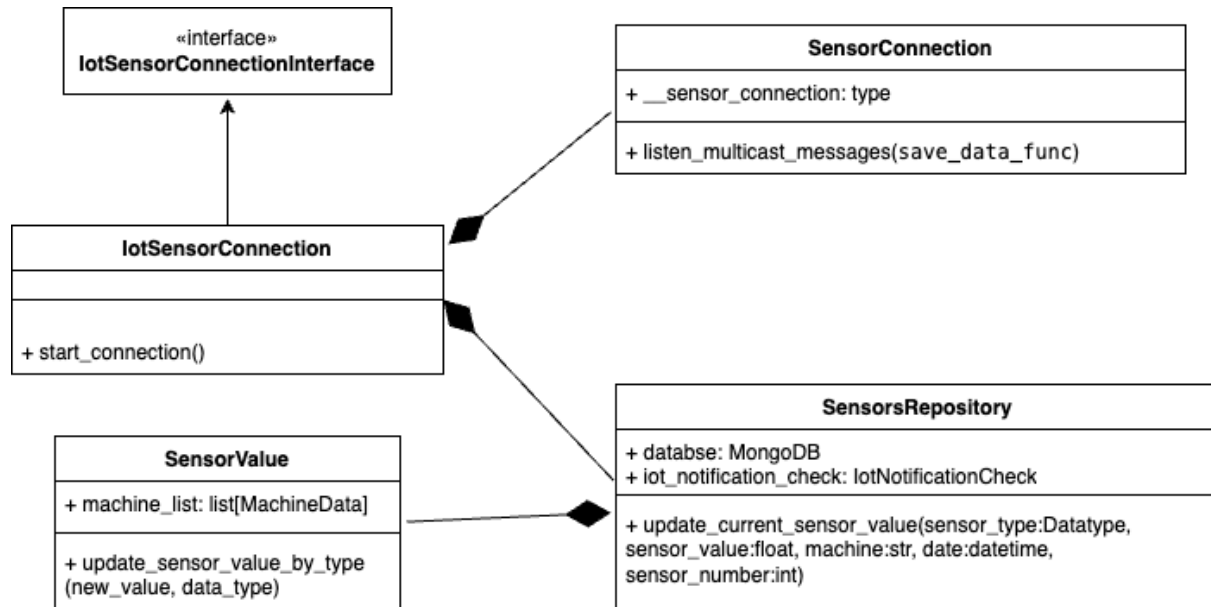 «interface»
IotSensorConnectionInterface
SensorConnection
+ __sensor_connection: type
+ listen_multicast_messages(save_data_func)
IotSensorConnection
+ start_connection()
SensorsRepository
+ databse: MongoDB
+ iot_notification_check: IotNotificationCheck
+ update_current_sensor_value(sensor_type:Datatype,
sensor_value:float, machine:str, date:datetime,
sensor_number:int)
SensorValue
+ machine_list: list[MachineData]
+ update_sensor_value_by_type
(new_value, data_type)